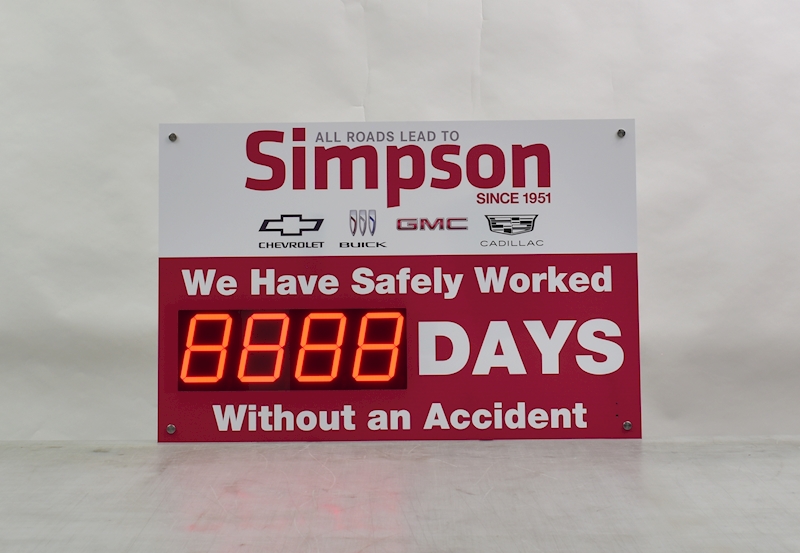 ALL ROADS LEAD TO
Simpson
SINCE 1951
CHEVROLET BUICK GMC CADILLAC
We Have Safely Worked
8888 DAYS
Without an Accident